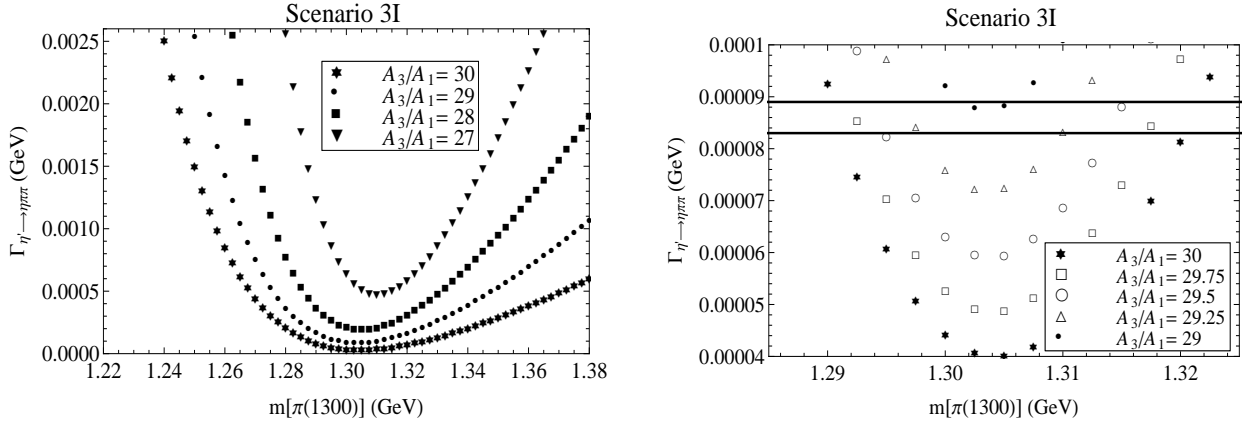 Scenario 3I
0.0025
0.0020
0.0015
0.0010
0.0005
0.0000
Γη'→ηππ (GeV)
A3/A1= 30
A3/A1= 29
A3/A1= 28
A3/A1= 27
1.22 1.24 1.26 1.28 1.30 1.32 1.34 1.36 1.38
m[π(1300)] (GeV)
Scenario 3I
0.0001
0.00009
0.00008
0.00007
0.00006
0.00005
0.00004
Γη'→ηππ (GeV)
A3/A1= 30
A3/A1= 29.75
A3/A1= 29.5
A3/A1= 29.25
A3/A1= 29
1.29 1.30 1.31 1.32
m[π(1300)] (GeV)